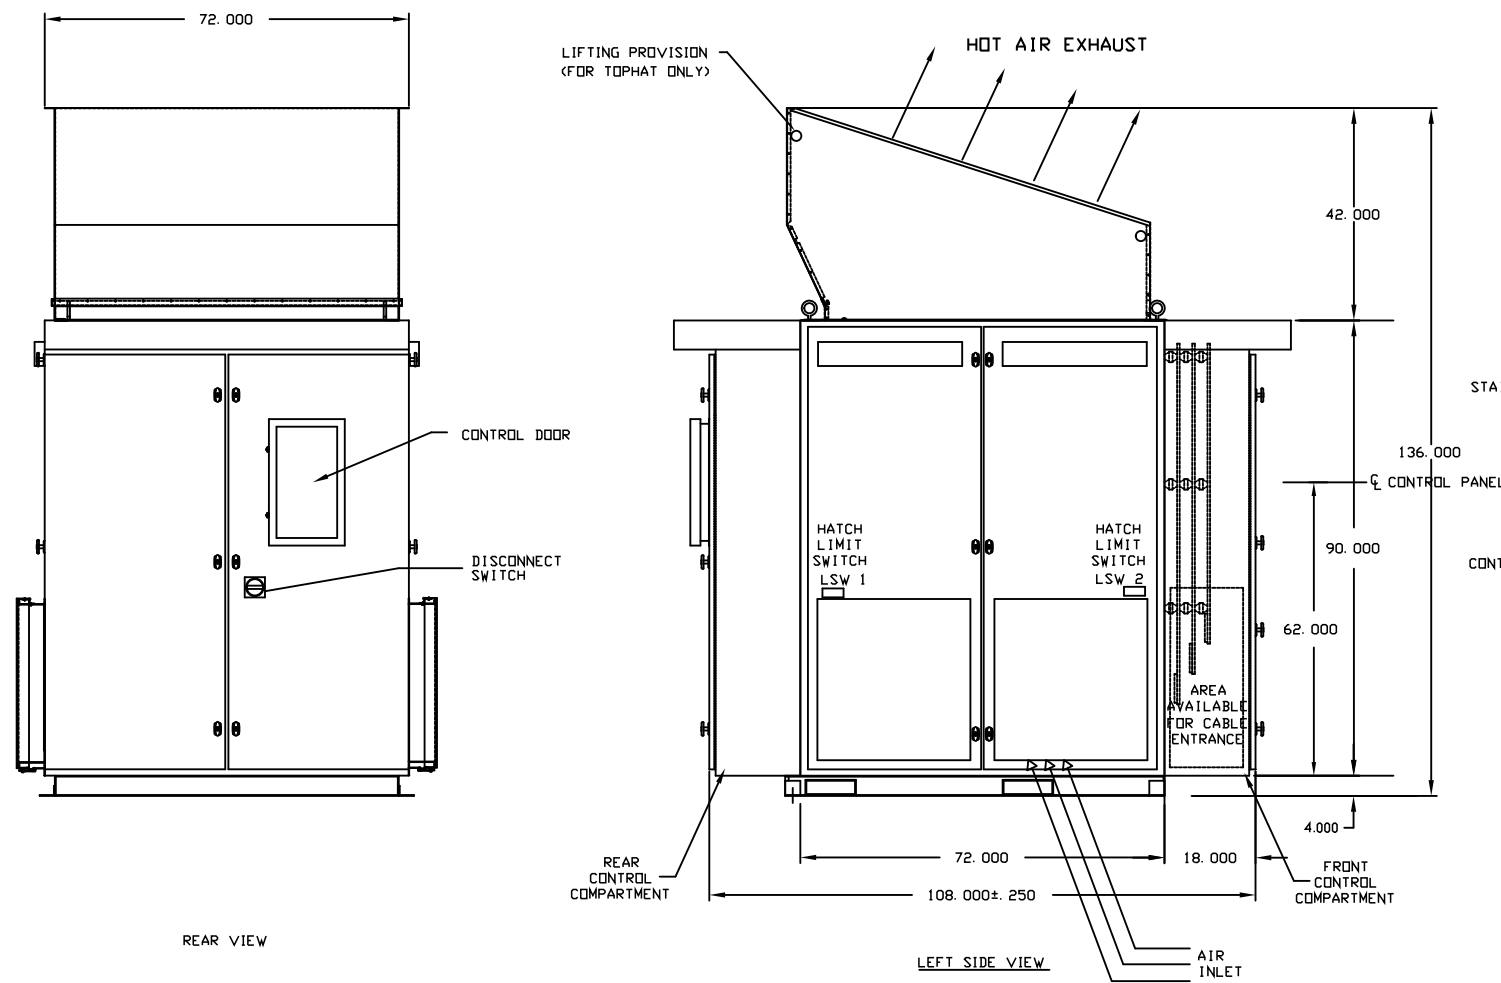 72. 000
LIFTING PROVISION
(FOR TOPHAT ONLY)
HOT AIR EXHAUST
42. 000
STA
136. 000
CONTROL DOOR
℄ CONTROL PANEL
HATCH
LIMIT
SWITCH
LSW 1
HATCH
LIMIT
SWITCH
LSW 2
90. 000
DISCONNECT
SWITCH
CONT
62. 000
AREA
AVAILABLE
FOR CABLE
ENTRANCE
4.000
72. 000
18. 000
REAR
CONTROL
COMPARTMENT
FRONT
CONTROL
COMPARTMENT
108. 000±. 250
REAR VIEW
LEFT SIDE VIEW
AIR
INLET